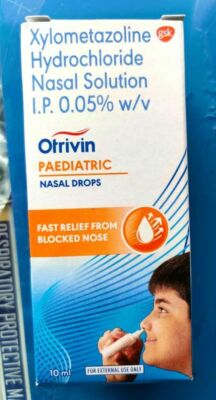 Xylometazoline
Hydrochloride
Nasal Solution
I.P. 0.05% w/v
gsk
Otrivin
PAEDIATRIC
NASAL DROPS
FAST RELIEF FROM
BLOCKED NOSE
10 ml
FOR EXTERNAL USE ONLY
RESPIRATORY PROTECTIVE M